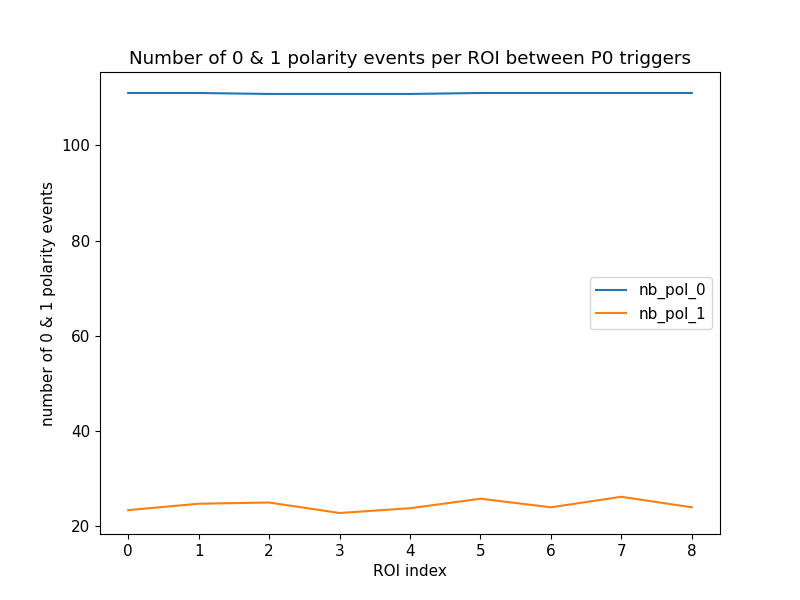 Number of 0 & 1 polarity events per ROI between P0 triggers
number of 0 & 1 polarity events
100
80
60
40
20
nb_pol_0
nb_pol_1
0 1 2 3 4 5 6 7 8
ROI index